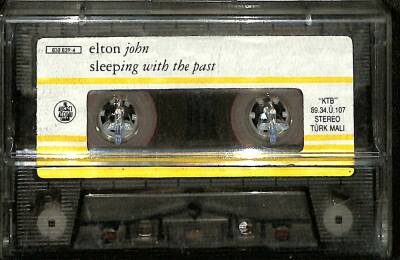 838 839-4
elton john
sleeping with the past
"KTB"
89.34.Ü.107
STEREO
TÜRK MALI